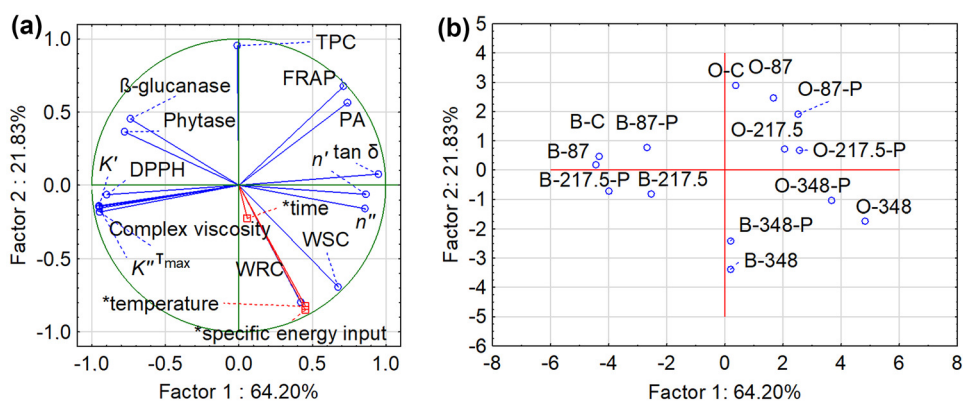 (a)
1.0
0.5
0.0
-0.5
-1.0
Factor 2 : 21.83%
TPC
FRAP
ß-glucanase
PA
Phytase
K'
DPPH
n' tan δ
*time
n''
Complex viscosity
WSC
K'' Tmax
WRC
*temperature
*specific energy input
-1.0 -0.5 0.0 0.5 1.0
Factor 1 : 64.20%
(b)
5
4
3
2
1
0
-1
-2
-3
-4
-5
-6
Factor 2: 21.83%
O-C O-87
O-87-P
B-C B-87-P O-217.5
B-87 O-217.5-P
B-217.5-P B-217.5 O-348-P
O-348
B-348-P
B-348
-8 -6 -4 -2 0 2 4 6 8
Factor 1: 64.20%